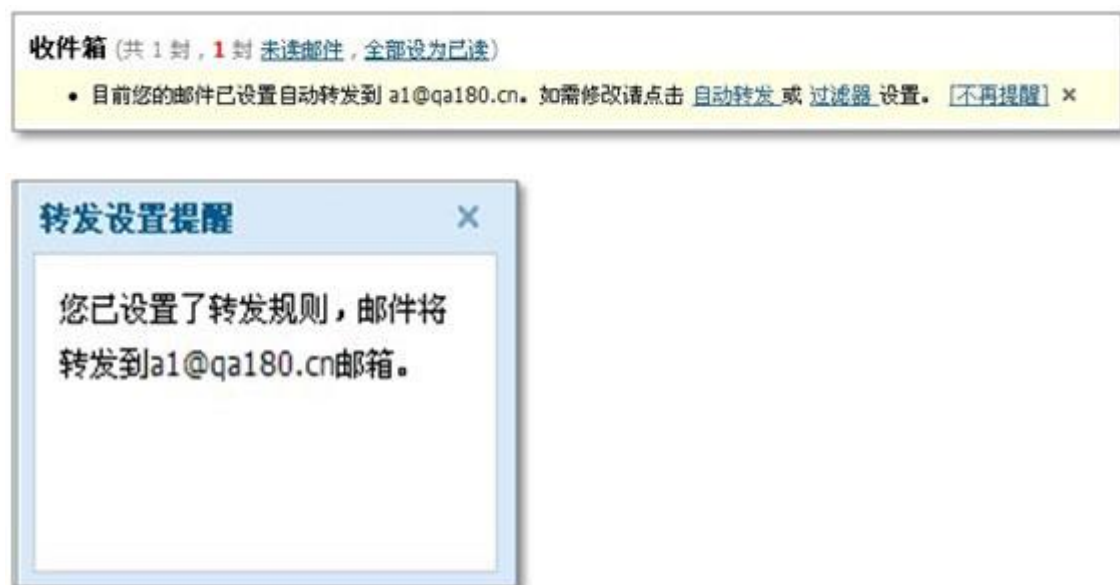 收件箱 (共 1 封 , 1 封 未读邮件 , 全部设为已读)
• 目前您的邮件已设置自动转发到 a1@qa180.cn。如需修改请点击 自动转发 或 过滤器 设置。 [不再提醒] ×
转发设置提醒 ×
您已设置了转发规则，邮件将
转发到a1@qa180.cn邮箱。